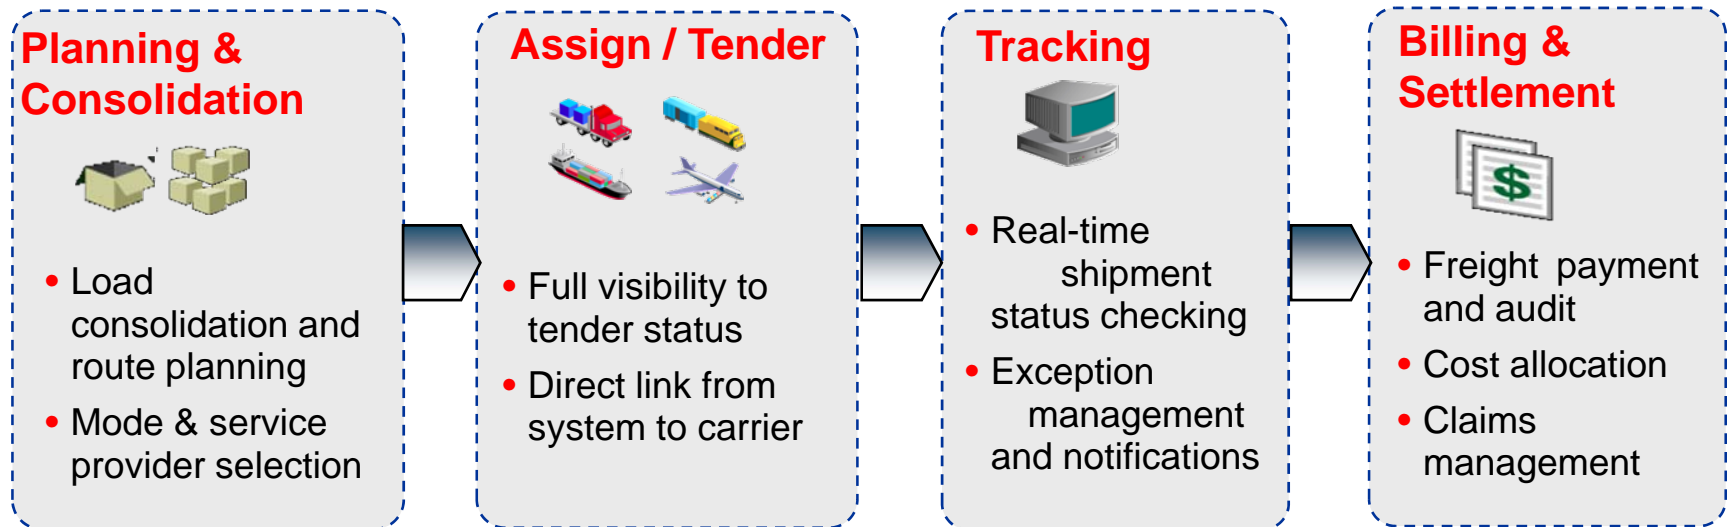 Planning &
Consolidation
• Load
consolidation and
route planning
• Mode & service
provider selection
Assign / Tender
• Full visibility to
tender status
• Direct link from
system to carrier
Tracking
• Real-time
shipment
status checking
• Exception
management
and notifications
Billing &
Settlement
$
• Freight payment
and audit
• Cost allocation
• Claims
management